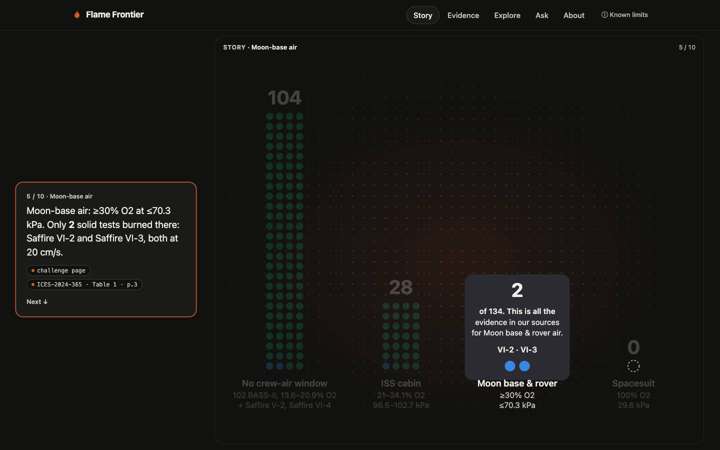 Flame Frontier
Story Evidence Explore Ask About ⓘ Known limits
STORY · Moon-base air
5 / 10
5 / 10 · Moon-base air
Moon-base air: ≥30% O2 at ≤70.3
kPa. Only 2 solid tests burned there:
Saffire VI-2 and Saffire VI-3, both at
20 cm/s.
challenge page
ICES-2024-365 · Table 1 · p.3
Next ↓
104
No crew-air window
102 BASS-II, 13.6–20.9% O2
+ Saffire V-2, Saffire VI-4
28
ISS cabin
21–34.1% O2
96.5–102.7 kPa
2
of 134. This is all the
evidence in our sources
for Moon base & rover air.
VI-2 · VI-3
Moon base & rover
≥30% O2
≤70.3 kPa
0
Spacesuit
100% O2
29.6 kPa